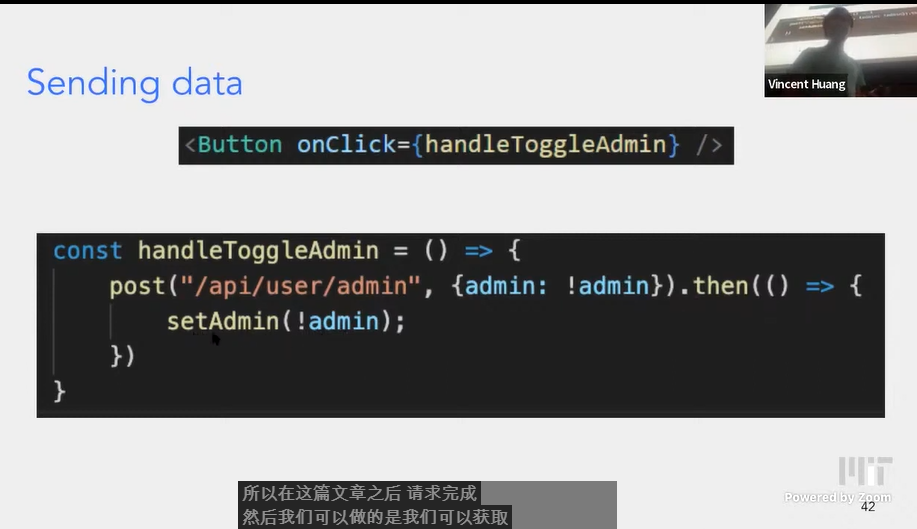 Vincent Huang
Sending data
<Button onClick={handleToggleAdmin} />
const handleToggleAdmin = () => {
post("/api/user/admin", {admin: !admin}).then(() => {
setAdmin(!admin);
})
}
所以在这篇文章之后 请求完成
然后我们可以做的是我们可以获取
MIT
Powered by Zoom
42